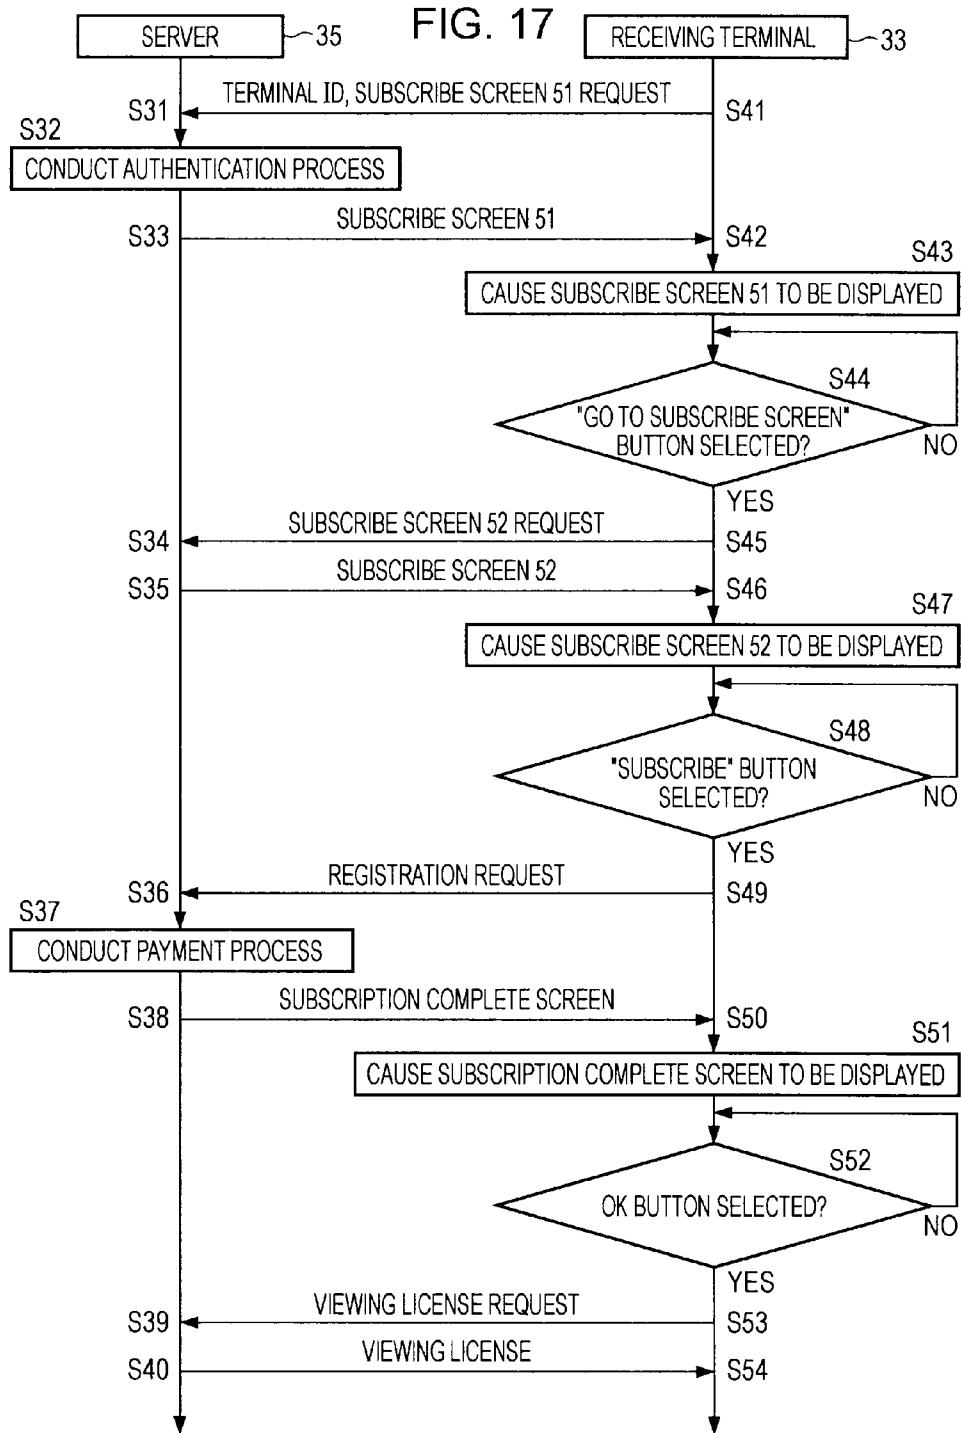 FIG. 17
SERVER
35
RECEIVING TERMINAL
33
TERMINAL ID, SUBSCRIBE SCREEN 51 REQUEST
S31
S41
S32
CONDUCT AUTHENTICATION PROCESS
SUBSCRIBE SCREEN 51
S33
S42
S43
CAUSE SUBSCRIBE SCREEN 51 TO BE DISPLAYED
S44
"GO TO SUBSCRIBE SCREEN"
BUTTON SELECTED?
NO
YES
SUBSCRIBE SCREEN 52 REQUEST
S34
S45
SUBSCRIBE SCREEN 52
S35
S46
S47
CAUSE SUBSCRIBE SCREEN 52 TO BE DISPLAYED
S48
"SUBSCRIBE" BUTTON
SELECTED?
NO
YES
REGISTRATION REQUEST
S36
S49
S37
CONDUCT PAYMENT PROCESS
SUBSCRIPTION COMPLETE SCREEN
S38
S50
S51
CAUSE SUBSCRIPTION COMPLETE SCREEN TO BE DISPLAYED
S52
OK BUTTON SELECTED?
NO
YES
VIEWING LICENSE REQUEST
S39
S53
VIEWING LICENSE
S40
S54